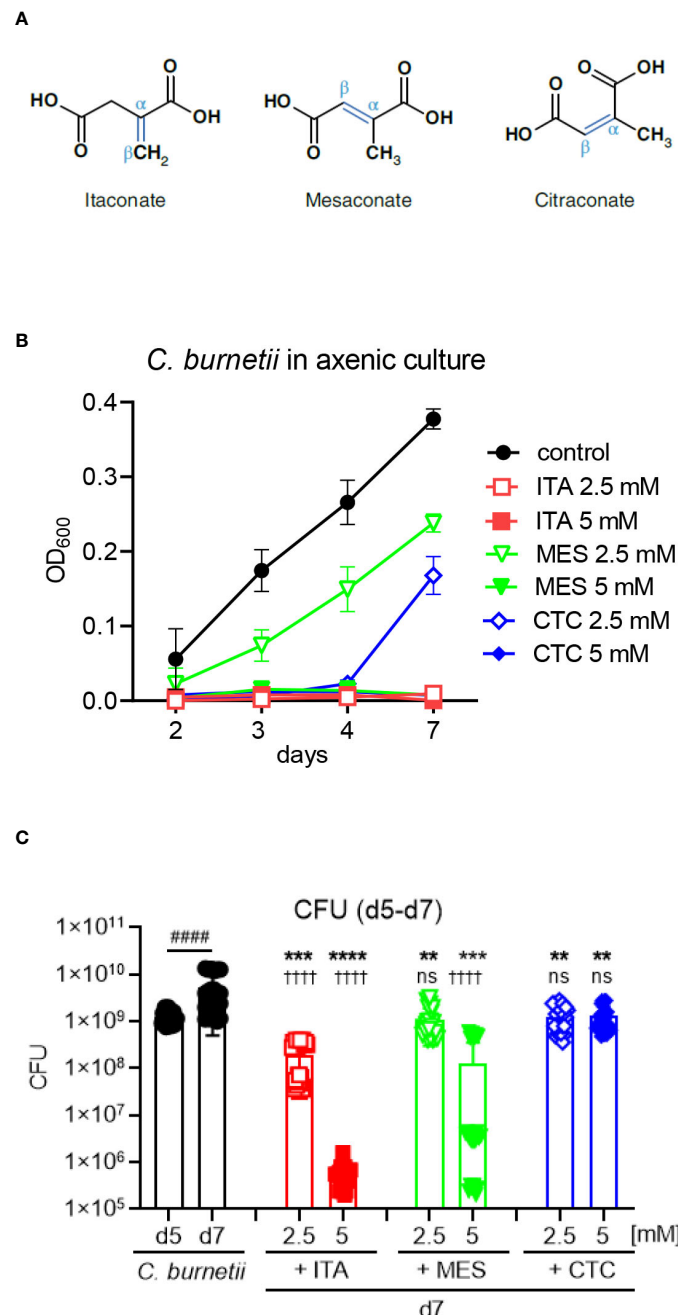 A
HO
O
α
O
OH
βCH2
Itaconate
HO
O
β
α
O
OH
CH3
Mesaconate
O
HO
β
α
O
OH
CH3
Citraconate
B
C. burnetii in axenic culture
OD600
0.4
0.3
0.2
0.1
0.0
2 3 4 7
days
control
ITA 2.5 mM
ITA 5 mM
MES 2.5 mM
MES 5 mM
CTC 2.5 mM
CTC 5 mM
C
CFU (d5-d7)
CFU
1×10^11
1×10^10
1×10^9
1×10^8
1×10^7
1×10^6
1×10^5
####
*** **** ** *** ** **
†††† †††† ns †††† ns ns
d5 d7 2.5 5 2.5 5 2.5 5 [mM]
C. burnetii + ITA + MES + CTC
d7